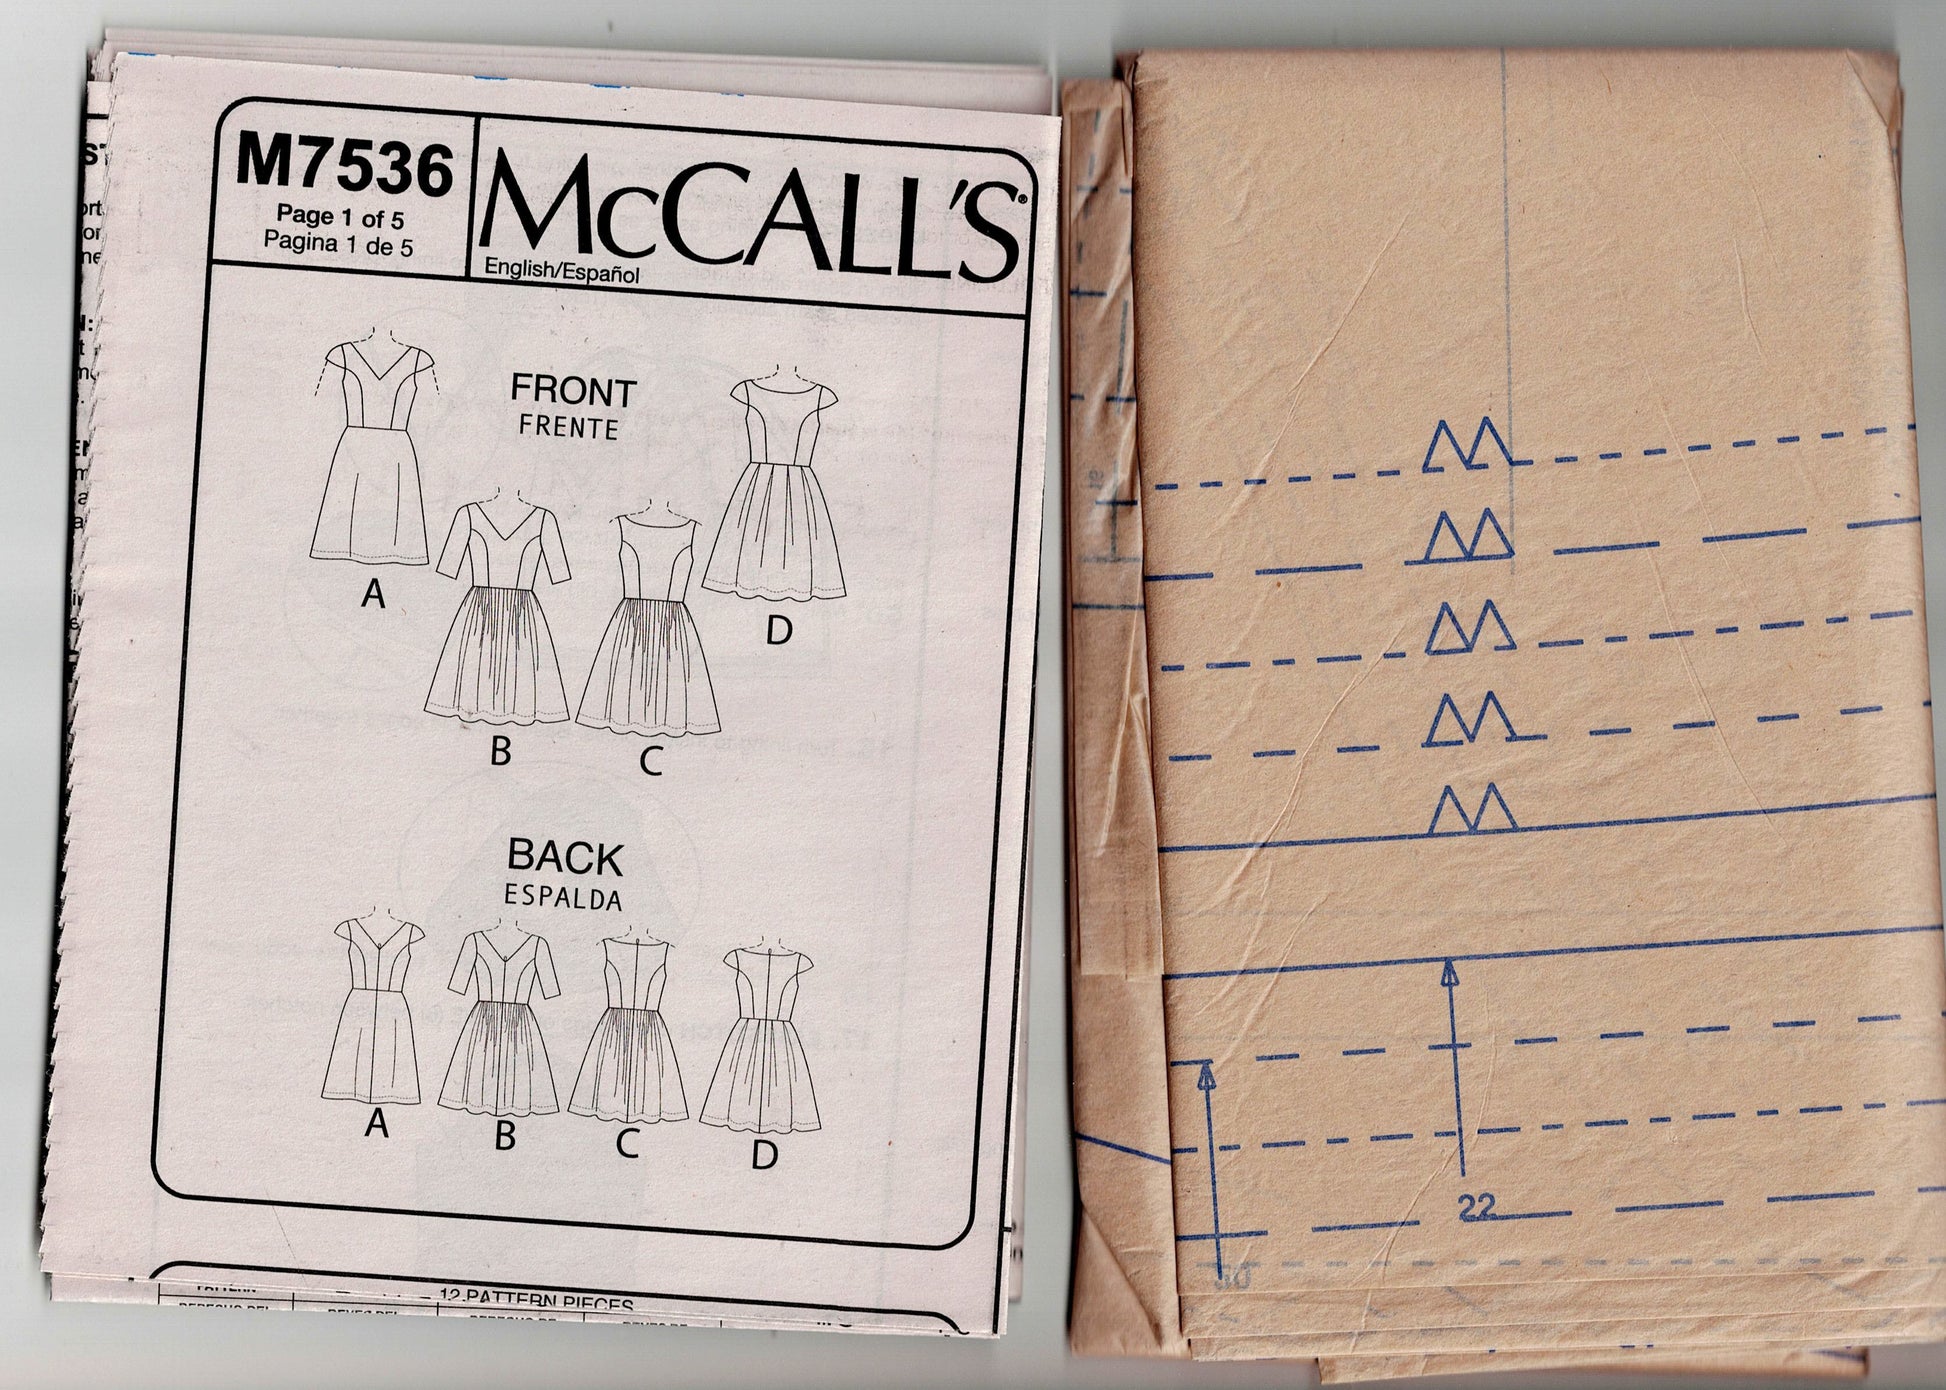 M7536
Page 1 of 5
Pagina 1 de 5
McCALL'S®
English/Español
FRONT
FRENTE
A
B
C
D
BACK
ESPALDA
A
B
C
D
12 PATTERN PIECES
22